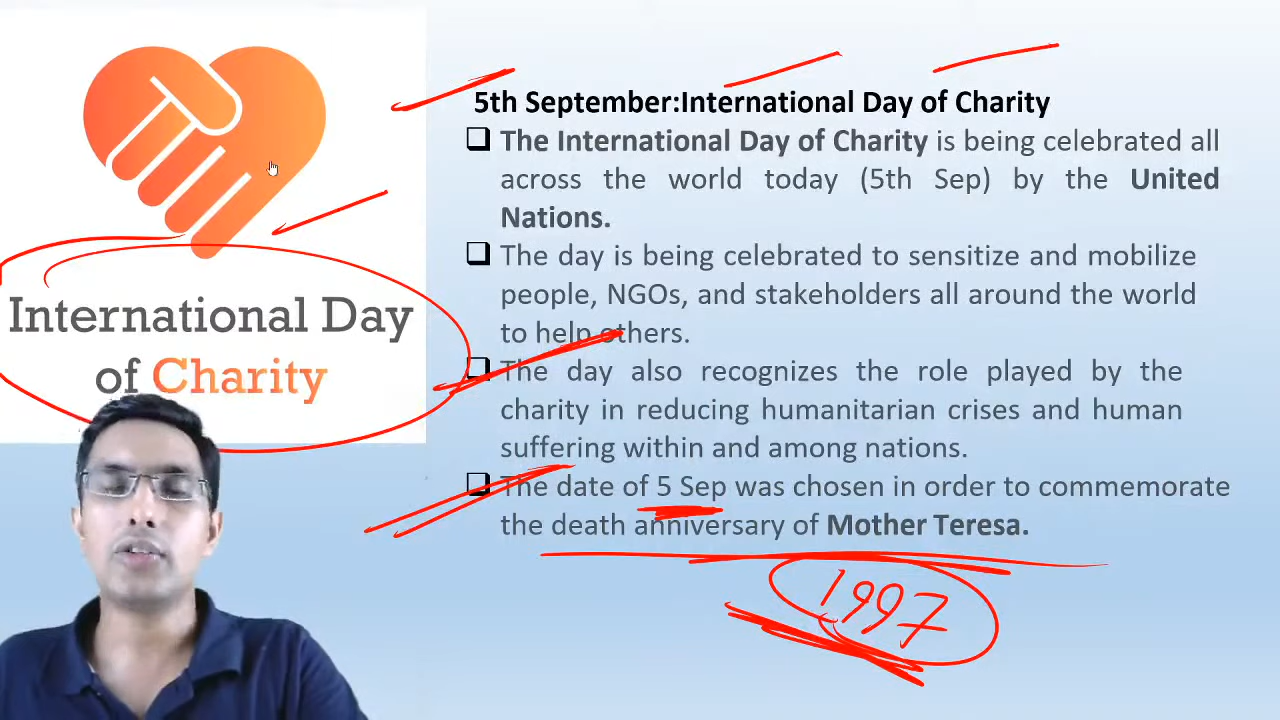 International Day
of Charity
5th September:International Day of Charity
The International Day of Charity is being celebrated all
across the world today (5th Sep) by the United
Nations.
The day is being celebrated to sensitize and mobilize
people, NGOs, and stakeholders all around the world
to help others.
The day also recognizes the role played by the
charity in reducing humanitarian crises and human
suffering within and among nations.
The date of 5 Sep was chosen in order to commemorate
the death anniversary of Mother Teresa.
1997